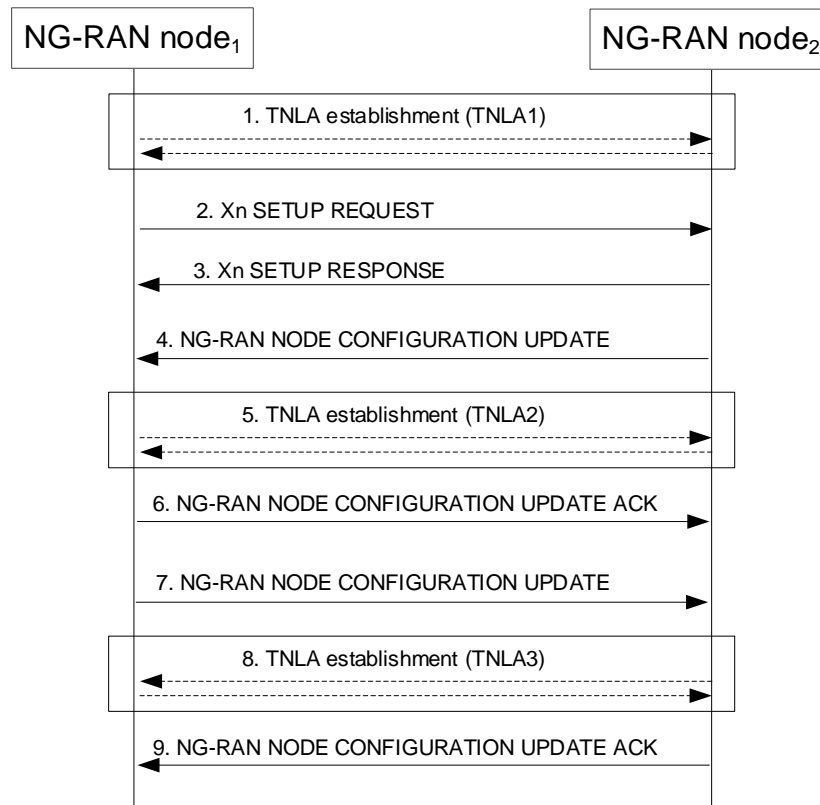 NG-RAN node1
NG-RAN node2
1. TNLA establishment (TNLA1)
2. Xn SETUP REQUEST
3. Xn SETUP RESPONSE
4. NG-RAN NODE CONFIGURATION UPDATE
5. TNLA establishment (TNLA2)
6. NG-RAN NODE CONFIGURATION UPDATE ACK
7. NG-RAN NODE CONFIGURATION UPDATE
8. TNLA establishment (TNLA3)
9. NG-RAN NODE CONFIGURATION UPDATE ACK